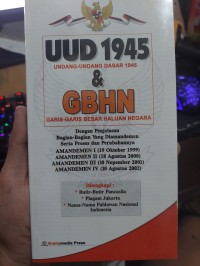 UUD 1945
UNDANG-UNDANG DASAR 1945
&
GBHN
GARIS-GARIS BESAR HALUAN NEGARA
Dengan Penjelasan
Bagian-Bagian Yang Diamandemen
Serta Proses dan Perubahannya
AMANDEMEN I (19 Oktober 1999)
AMANDEMEN II (18 Agustus 2000)
AMANDEMEN III (10 November 2001)
AMANDEMEN IV (10 Agustus 2002)
Dilengkapi :
* Butir-Butir Pancasila
* Piagam Jakarta
* Nama-Nama Pahlawan Nasional
Indonesia
Press